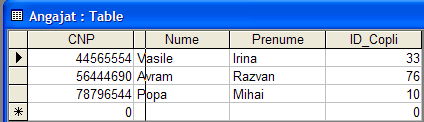 Angajat : Table
CNP Nume Prenume ID_Copli
44565554 Vasile Irina 33
56444690 Avram Razvan 76
78796544 Popa Mihai 10
0 0